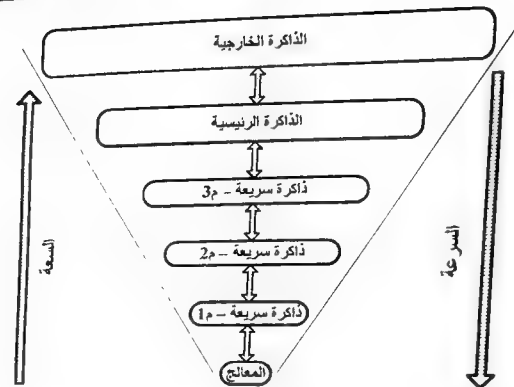 الذاكرة الخارجية
الذاكرة الرئيسية
ذاكرة سريعة – م3
ذاكرة سريعة – م2
ذاكرة سريعة – م1
المعالج
السرعة
السعة